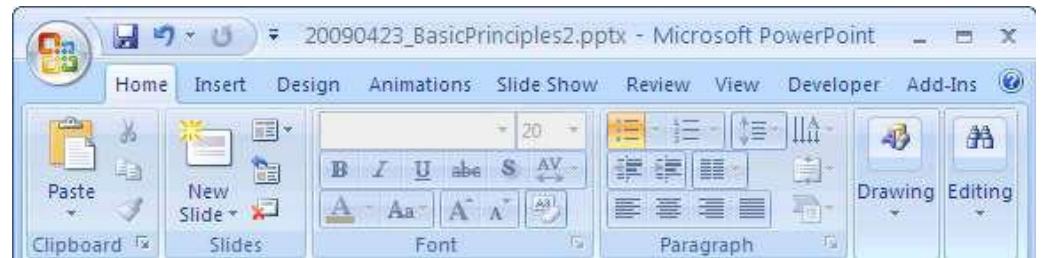 20090423_BasicPrinciples2.pptx - Microsoft PowerPoint
Home Insert Design Animations Slide Show Review View Developer Add-Ins
20
Paste New Slide B I U abe S AV Drawing Editing
A Aa A A
Clipboard Slides Font Paragraph